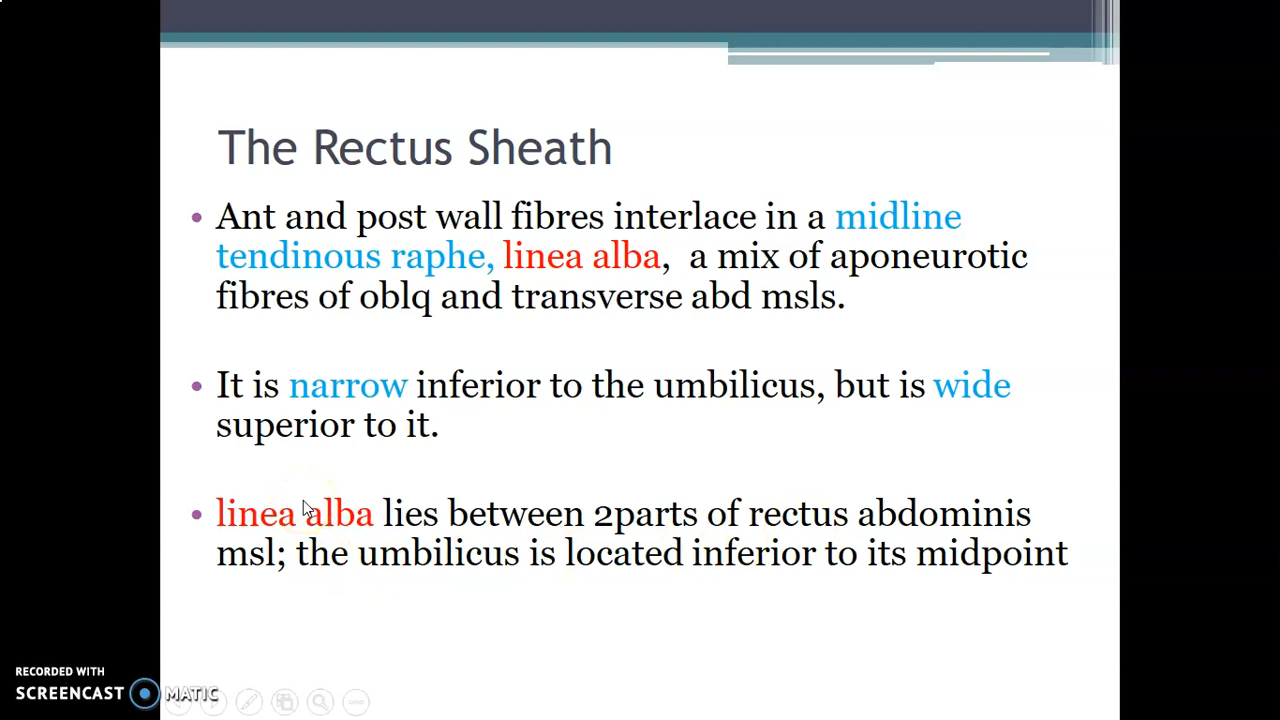 The Rectus Sheath
• Ant and post wall fibres interlace in a midline
tendinous raphe, linea alba, a mix of aponeurotic
fibres of oblq and transverse abd msls.
• It is narrow inferior to the umbilicus, but is wide
superior to it.
• linea alba lies between 2parts of rectus abdominis
msl; the umbilicus is located inferior to its midpoint
RECORDED WITH
SCREENCAST MATIC